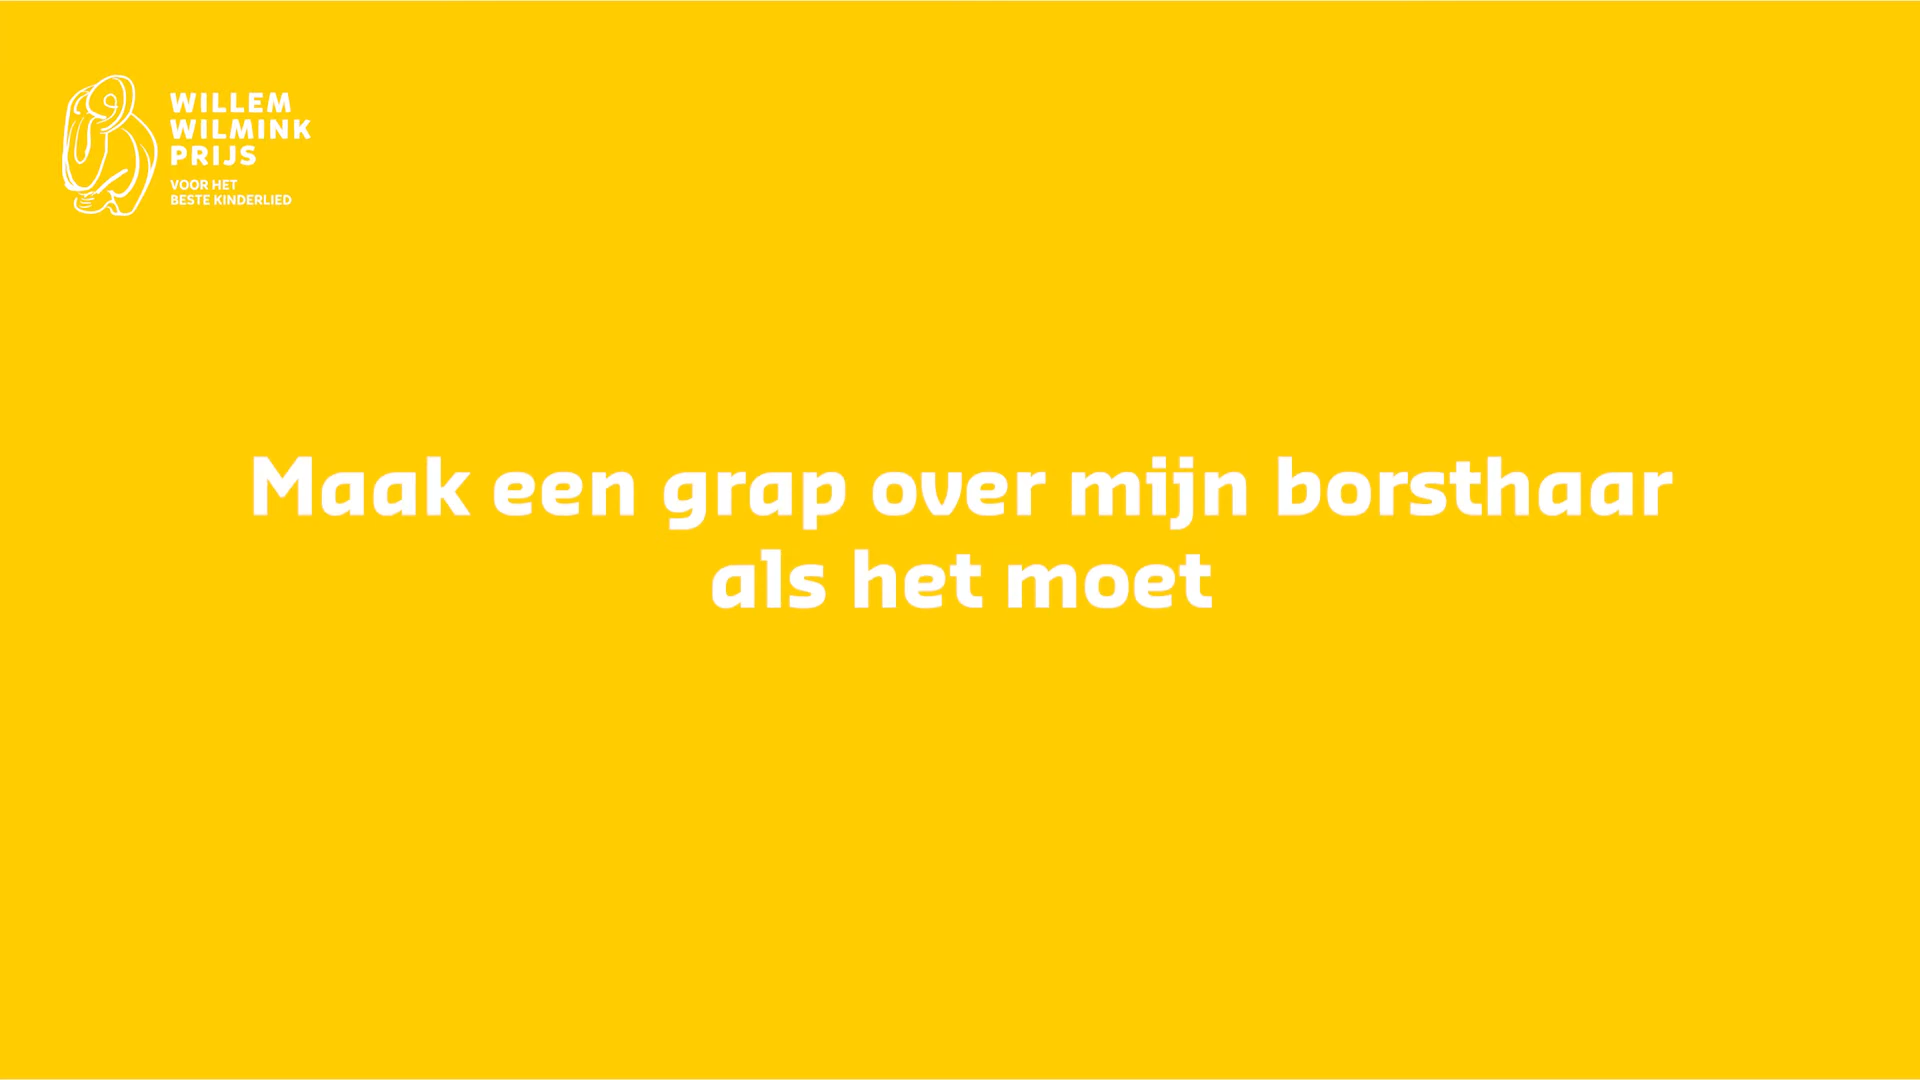 WILLEM
WILMINK
PRIJS
VOOR HET
BESTE KINDERLIED
Maak een grap over mijn borsthaar
als het moet